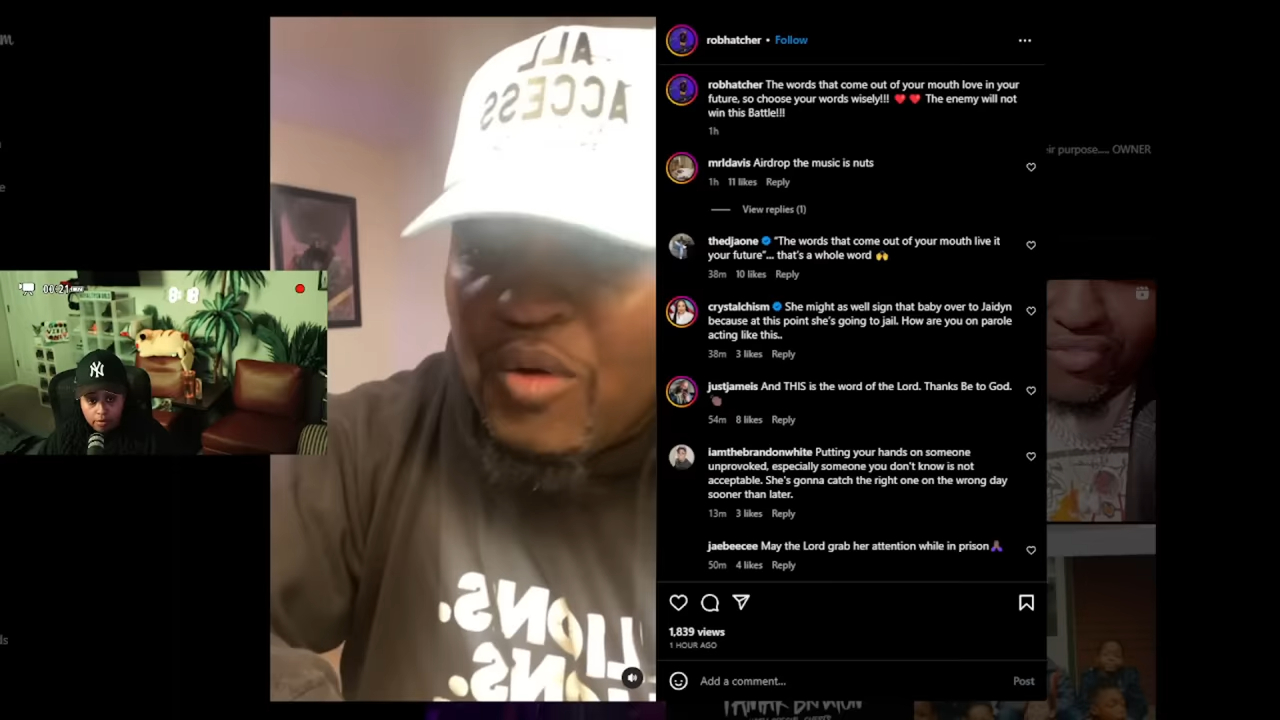 robhatcher • Follow
robhatcher The words that come out of your mouth love in your
future, so choose your words wisely!!! ❤️ ❤️ The enemy will not
win this Battle!!!
1h
mrldavis Airdrop the music is nuts
1h 11 likes Reply
View replies (1)
thedjaone "The words that come out of your mouth live it
your future"... that's a whole word 🙌
38m 10 likes Reply
crystalchism She might as well sign that baby over to Jaidyn
because at this point she's going to jail. How are you on parole
acting like this..
38m 3 likes Reply
justjameis And THIS is the word of the Lord. Thanks Be to God.
54m 8 likes Reply
iamthebrandonwhite Putting your hands on someone
unprovoked, especially someone you don't know is not
acceptable. She's gonna catch the right one on the wrong day
sooner than later.
13m 3 likes Reply
jaebeecee May the Lord grab her attention while in prison
50m 4 likes Reply
1,839 views
1 HOUR AGO
Add a comment...
Post
ALL
ACCESS
LIONS.
IONS.
NY
eir purpose.... OWNER